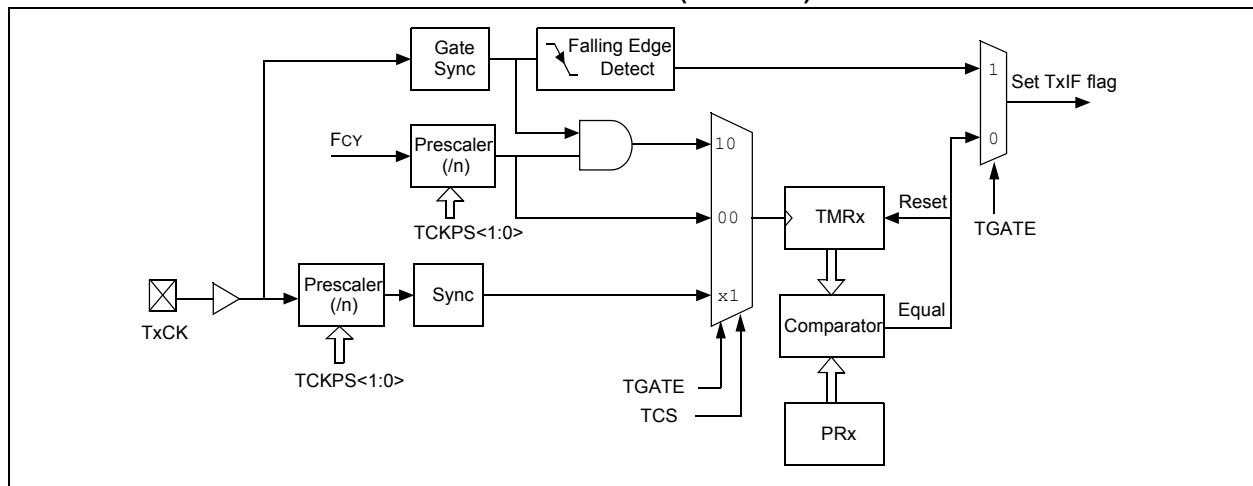 Gate
Sync
Falling Edge
Detect
1
Set TxIF flag
0
FCY
Prescaler
(/n)
10
TCKPS<1:0>
00
TMRx
Reset
TGATE
TxCK
Prescaler
(/n)
Sync
x1
Comparator
Equal
TCKPS<1:0>
TGATE
TCS
PRx